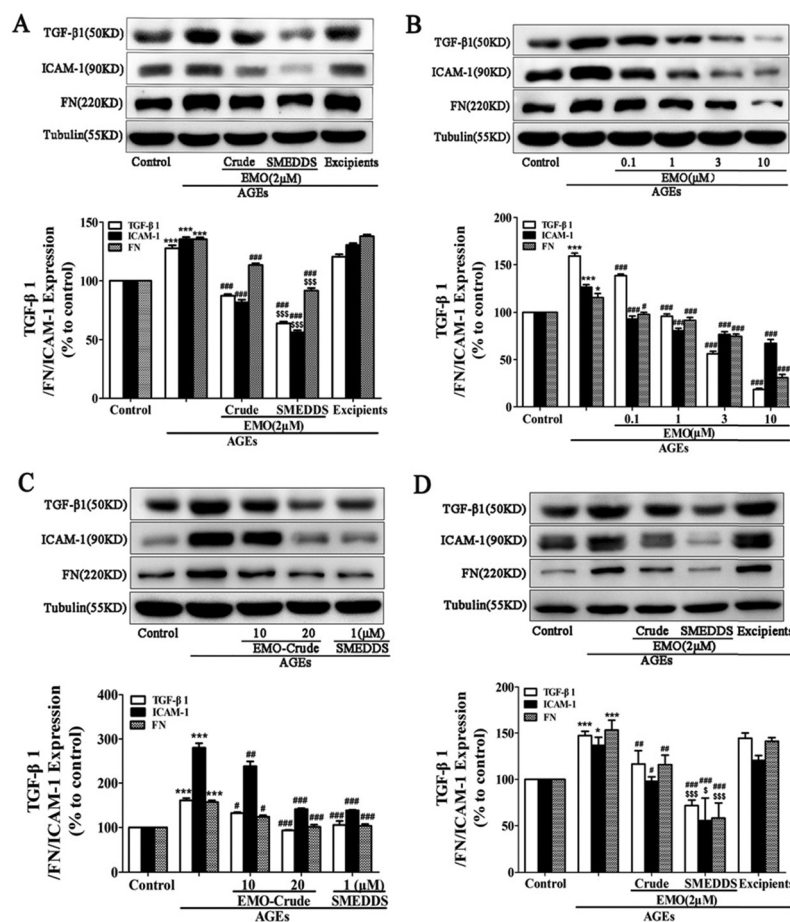 A
TGF-β1(50KD)
ICAM-1(90KD)
FN(220KD)
Tubulin(55KD)
Control Crude SMEDDS Excipients
EMO(2μM)
AGEs
TGF-β 1
/FN/ICAM-1 Expression
(% to control)
150
100
50
0
TGF-β 1
ICAM-1
FN
*** *** ***
### ### ###
### ### ###
$$$ $$$ $$$
Control Crude SMEDDS Excipients
EMO(2μM)
AGEs
B
TGF-β1(50KD)
ICAM-1(90KD)
FN(220KD)
Tubulin(55KD)
Control 0.1 1 3 10
EMO(μM)
AGEs
TGF-β 1
/FN/ICAM-1 Expression
(% to control)
200
150
100
50
0
TGF-β 1
ICAM-1
FN
*** *** *
### ### #
### ### ###
### ### ###
### ### ###
Control 0.1 1 3 10
EMO(μM)
AGEs
C
TGF-β1(50KD)
ICAM-1(90KD)
FN(220KD)
Tubulin(55KD)
Control 10 20 1(μM)
EMO-Crude SMEDDS
AGEs
TGF-β 1
/FN/ICAM-1 Expression
(% to control)
400
300
200
100
0
TGF-β 1
ICAM-1
FN
*** *** ***
# ## #
### ### ###
### ### ###
Control 10 20 1 (μM)
EMO-Crude SMEDDS
AGEs
D
TGF-β1(50KD)
ICAM-1(90KD)
FN(220KD)
Tubulin(55KD)
Control Crude SMEDDS Excipients
EMO(2μM)
AGEs
TGF-β 1
/FN/ICAM-1 Expression
(% to control)
200
150
100
50
0
TGF-β 1
ICAM-1
FN
*** * ***
## # ##
### ### ###
$$$ $ $$$
Control Crude SMEDDS Excipients
EMO(2μM)
AGEs